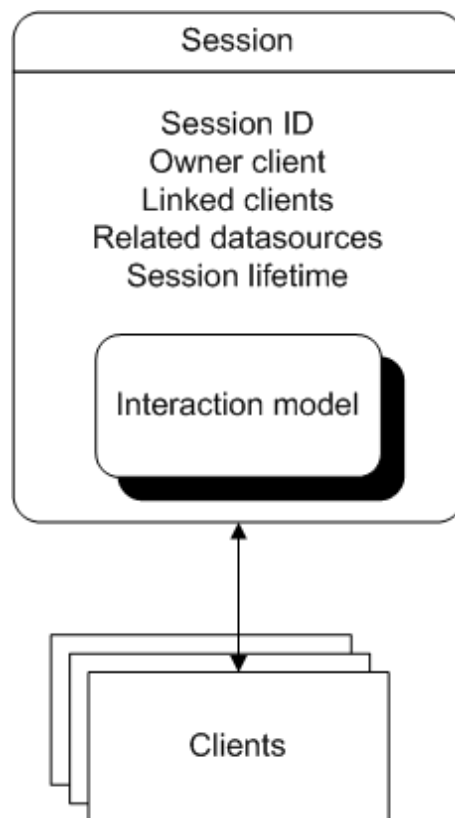 Session
Session ID
Owner client
Linked clients
Related datasources
Session lifetime
Interaction model
Clients